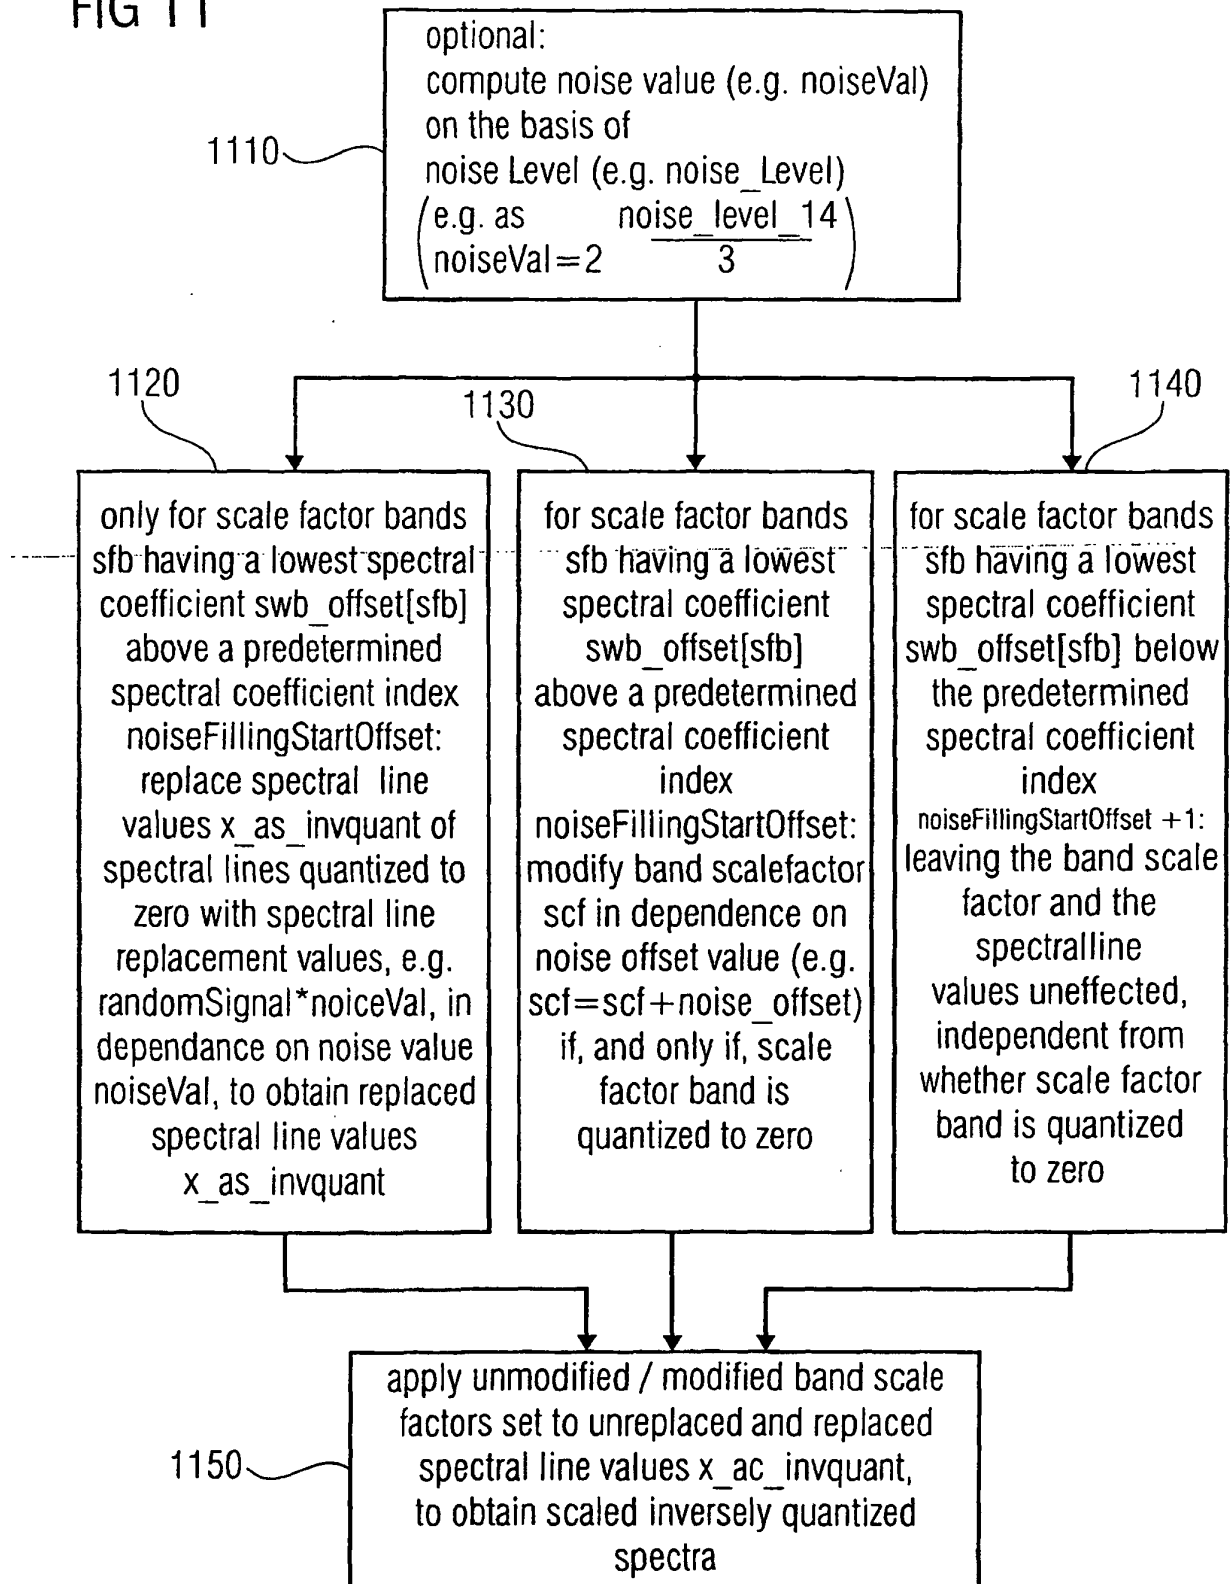 FIG 11
optional:
compute noise value (e.g. noiseVal)
on the basis of
noise Level (e.g. noise_Level)
(e.g. as noise_level_14
noiseVal=2 3)
1110
1120
1130
1140
only for scale factor bands
sfb having a lowest spectral
coefficient swb_offset[sfb]
above a predetermined
spectral coefficient index
noiseFillingStartOffset:
replace spectral line
values x_as_invquant of
spectral lines quantized to
zero with spectral line
replacement values, e.g.
randomSignal*noiceVal, in
dependance on noise value
noiseVal, to obtain replaced
spectral line values
x_as_invquant
for scale factor bands
sfb having a lowest
spectral coefficient
swb_offset[sfb]
above a predetermined
spectral coefficient
index
noiseFillingStartOffset:
modify band scalefactor
scf in dependence on
noise offset value (e.g.
scf=scf+noise_offset)
if, and only if, scale
factor band is
quantized to zero
for scale factor bands
sfb having a lowest
spectral coefficient
swb_offset[sfb] below
the predetermined
spectral coefficient
index
noiseFillingStartOffset +1:
leaving the band scale
factor and the
spectralline
values uneffected,
independent from
whether scale factor
band is quantized
to zero
apply unmodified / modified band scale
factors set to unreplaced and replaced
spectral line values x_ac_invquant,
to obtain scaled inversely quantized
spectra
1150